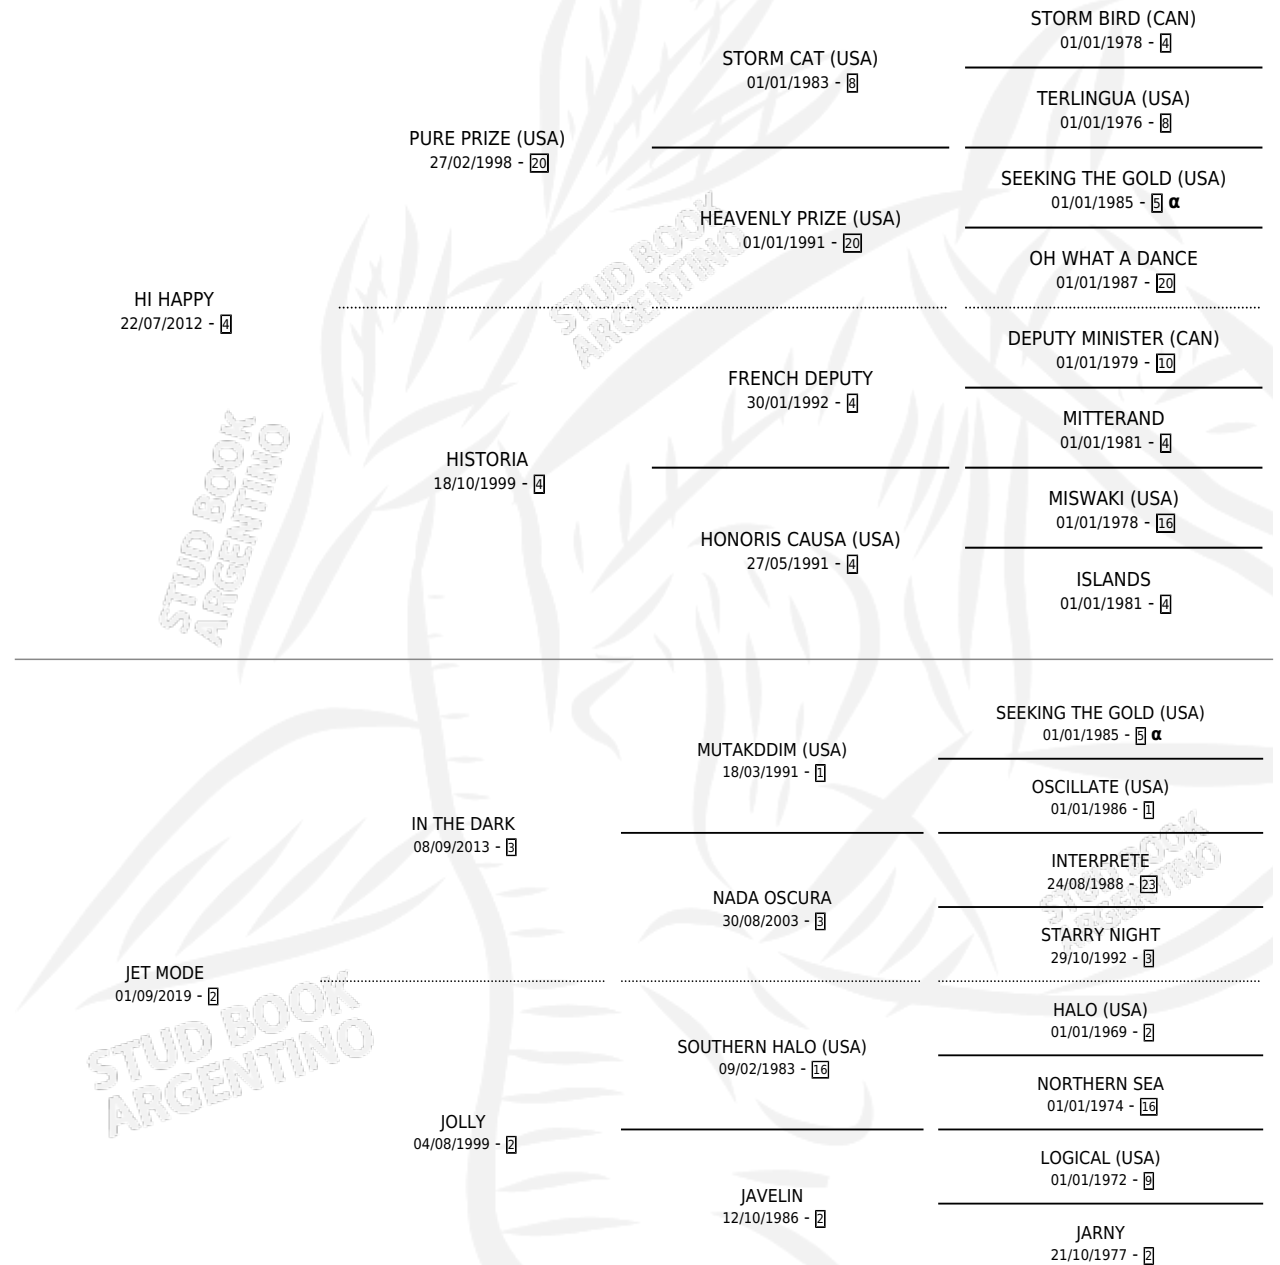 STORM BIRD (CAN)
01/01/1978 - 4
STORM CAT (USA)
01/01/1983 - 8
TERLINGUA (USA)
01/01/1976 - 8
PURE PRIZE (USA)
27/02/1998 - 20
SEEKING THE GOLD (USA)
01/01/1985 - 5 α
HEAVENLY PRIZE (USA)
01/01/1991 - 20
OH WHAT A DANCE
01/01/1987 - 20
HI HAPPY
22/07/2012 - 4
DEPUTY MINISTER (CAN)
01/01/1979 - 10
FRENCH DEPUTY
30/01/1992 - 4
MITTERAND
01/01/1981 - 4
HISTORIA
18/10/1999 - 4
MISWAKI (USA)
01/01/1978 - 16
HONORIS CAUSA (USA)
27/05/1991 - 4
ISLANDS
01/01/1981 - 4
SEEKING THE GOLD (USA)
01/01/1985 - 5 α
MUTAKDDIM (USA)
18/03/1991 - 1
OSCILLATE (USA)
01/01/1986 - 1
IN THE DARK
08/09/2013 - 3
INTERPRETE
24/08/1988 - 23
NADA OSCURA
30/08/2003 - 3
STARRY NIGHT
29/10/1992 - 3
JET MODE
01/09/2019 - 2
HALO (USA)
01/01/1969 - 2
SOUTHERN HALO (USA)
09/02/1983 - 16
NORTHERN SEA
01/01/1974 - 16
JOLLY
04/08/1999 - 2
LOGICAL (USA)
01/01/1972 - 9
JAVELIN
12/10/1986 - 2
JARNY
21/10/1977 - 2
STUD BOOK
ARGENTINO
STUD BOOK
ARGENTINO
STUD BOOK
ARGENTINO
STUD BOOK
ARGENTINO